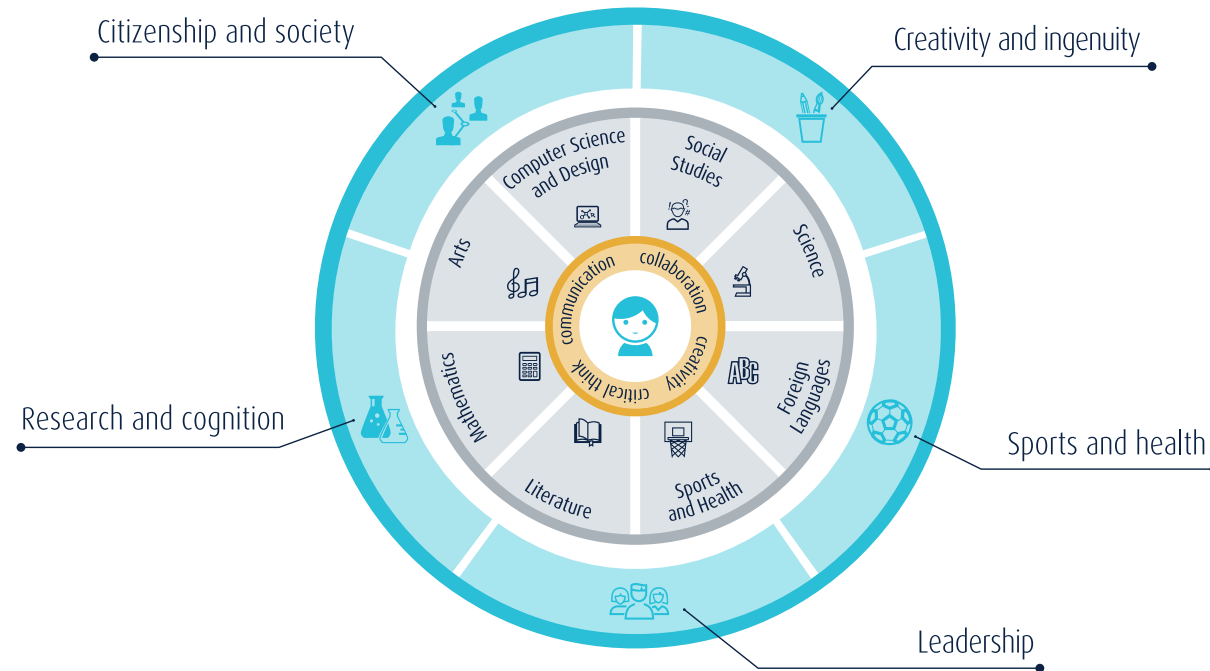 Citizenship and society
Creativity and ingenuity
Computer Science
and Design
Social
Studies
Arts
Science
communication
collaboration
creativity
critical think
Mathematics
ABC
Foreign
Languages
Research and cognition
Sports and health
Literature
Sports
and Health
Leadership